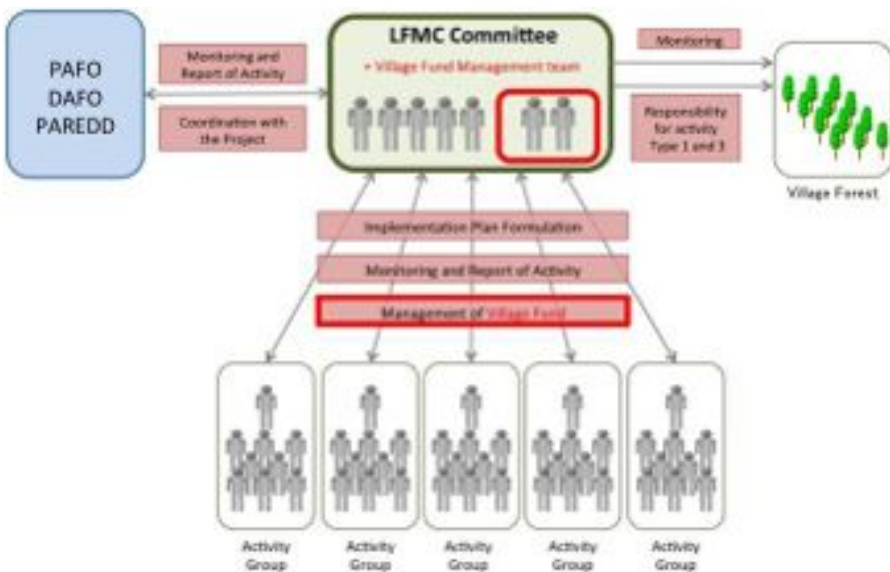 PAFO
DAFO
PAREDD
Monitoring and
Report of Activity
Coordination with
the Project
LFMC Committee
+ Village Fund Management team
Monitoring
Responsibility
for activity
Type 1 and 3
Village Forest
Implementation Plan Formulation
Monitoring and Report of Activity
Management of Village Fund
Activity
Group
Activity
Group
Activity
Group
Activity
Group
Activity
Group